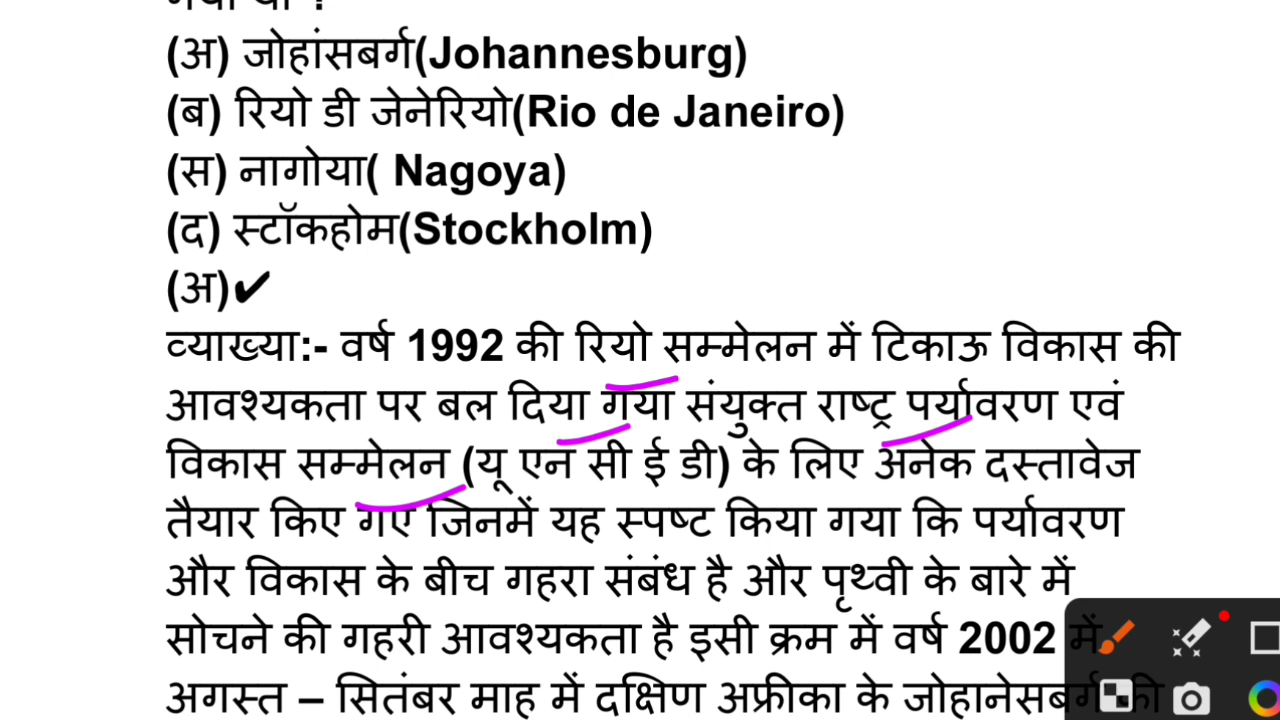 गया था ?
(अ) जोहांसबर्ग(Johannesburg)
(ब) रियो डी जेनेरियो(Rio de Janeiro)
(स) नागोया( Nagoya)
(द) स्टॉकहोम(Stockholm)
(अ)✔
व्याख्या:- वर्ष 1992 की रियो सम्मेलन में टिकाऊ विकास की
आवश्यकता पर बल दिया गया संयुक्त राष्ट्र पर्यावरण एवं
विकास सम्मेलन (यू एन सी ई डी) के लिए अनेक दस्तावेज
तैयार किए गए जिनमें यह स्पष्ट किया गया कि पर्यावरण
और विकास के बीच गहरा संबंध है और पृथ्वी के बारे में
सोचने की गहरी आवश्यकता है इसी क्रम में वर्ष 2002 में
अगस्त – सितंबर माह में दक्षिण अफ्रीका के जोहानेसबर्ग की